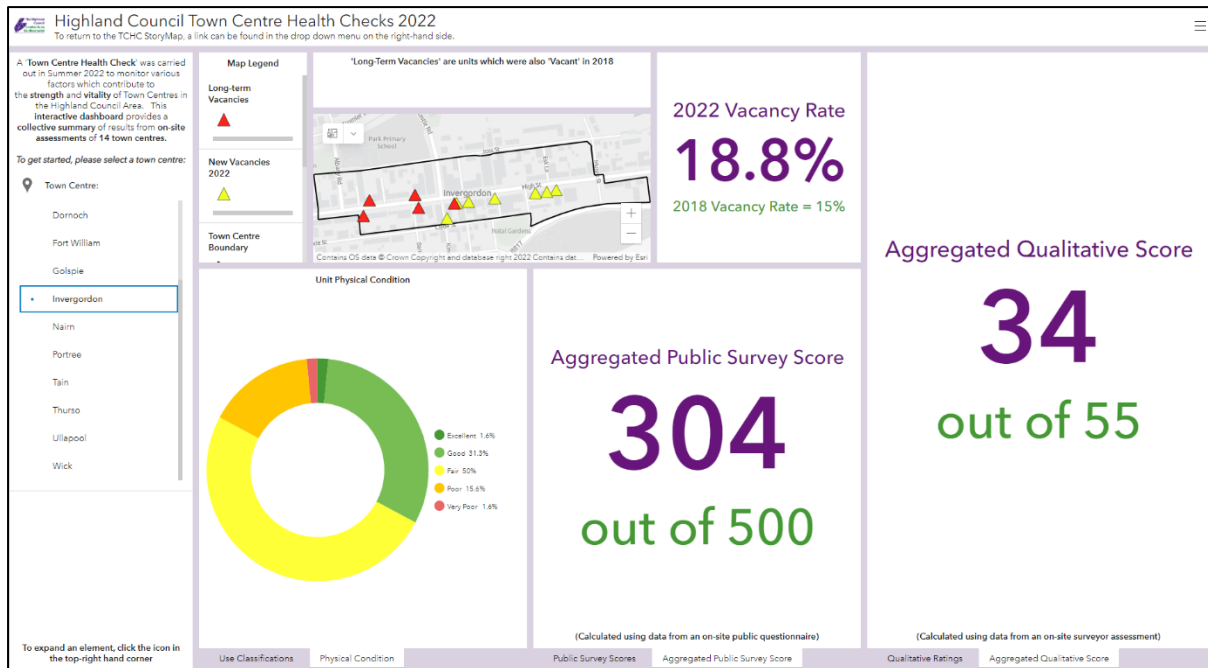 Highland Council Town Centre Health Checks 2022
To return to the TCHC StoryMap, a link can be found in the drop down menu on the right-hand side.
A 'Town Centre Health Check' was carried
out in Summer 2022 to monitor various
factors which contribute to
the strength and vitality of Town Centres in
the Highland Council Area. This
interactive dashboard provides a
collective summary of results from on-site
assessments of 14 town centres.
To get started, please select a town centre:
Town Centre:
Dornoch
Fort William
Golspie
Invergordon
Nairn
Portree
Tain
Thurso
Ullapool
Wick
To expand an element, click the icon in
the top-right hand corner
Map Legend
Long-term
Vacancies
New Vacancies
2022
Town Centre
Boundary
'Long-Term Vacancies' are units which were also 'Vacant' in 2018
Park Primary
School
Invergordon
High St
Natal Gardens
B817
Contains OS data © Crown Copyright and database right 2022 Contains dat...
Powered by Esri
2022 Vacancy Rate
18.8%
2018 Vacancy Rate = 15%
Unit Physical Condition
Excellent 1.6%
Good 31.3%
Fair 50%
Poor 15.6%
Very Poor 1.6%
Use Classifications
Physical Condition
Aggregated Public Survey Score
304
out of 500
(Calculated using data from an on-site public questionnaire)
Public Survey Scores
Aggregated Public Survey Score
Aggregated Qualitative Score
34
out of 55
(Calculated using data from an on-site surveyor assessment)
Qualitative Ratings
Aggregated Qualitative Score